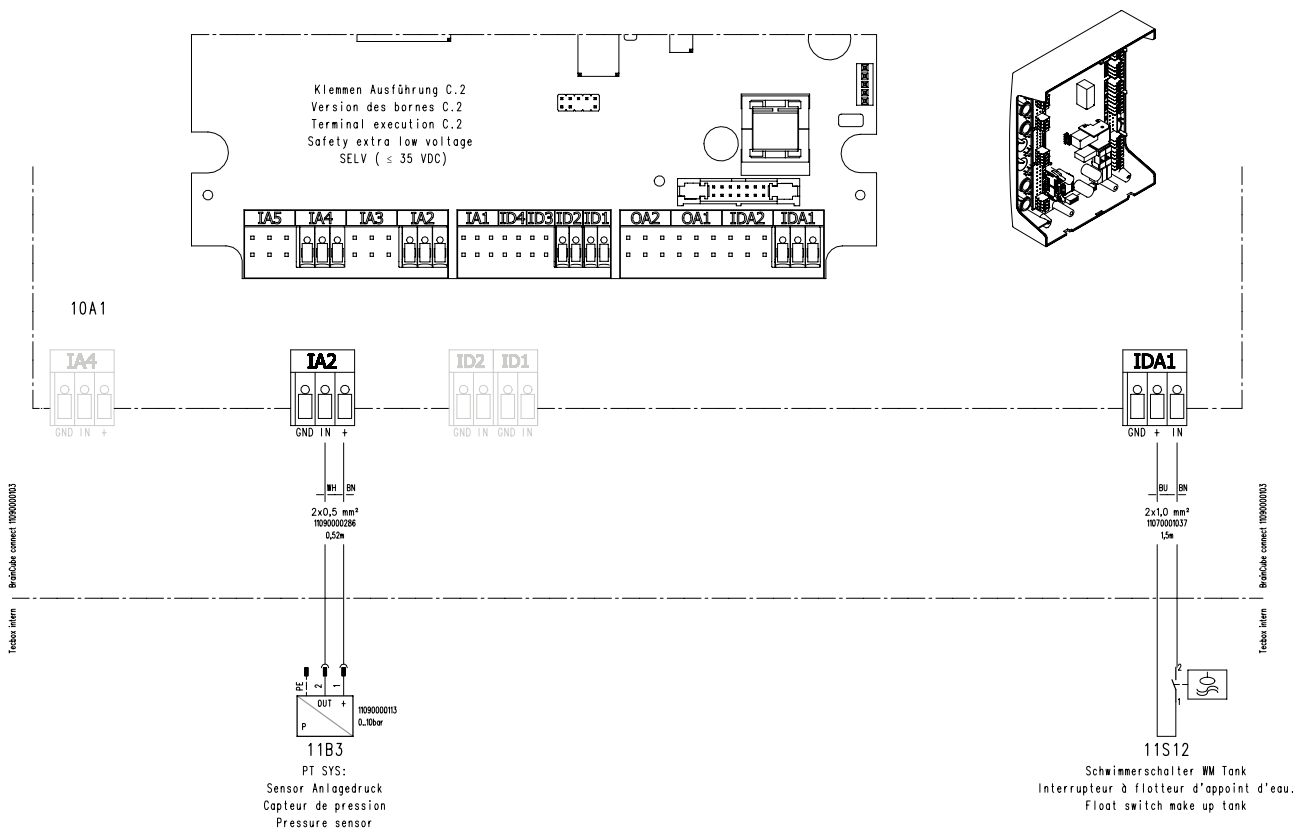 Klemmen Ausführung C.2
Version des bornes C.2
Terminal execution C.2
Safety extra low voltage
SELV ( ≤ 35 VDC)
IA5 IA4 IA3 IA2 IA1 ID4 ID3 ID2 ID1 OA2 OA1 IDA2 IDA1
10A1
IA4 IA2 ID2 ID1 IDA1
GND IN + GND IN + GND IN GND IN GND + IN
WH BN
2x0,5 mm²
11090000286
0,52m
BU BN
2x1,0 mm²
11070001037
1,5m
BrainCube connect 11090000103
Tecbox intern
BrainCube connect 11090000103
Tecbox intern
PE 2 1
OUT +
P
11090000113
0...10bar
11B3
PT SYS:
Sensor Anlagedruck
Capteur de pression
Pressure sensor
2
1
11S12
Schwimmerschalter WM Tank
Interrupteur à flotteur d'appoint d'eau.
Float switch make up tank